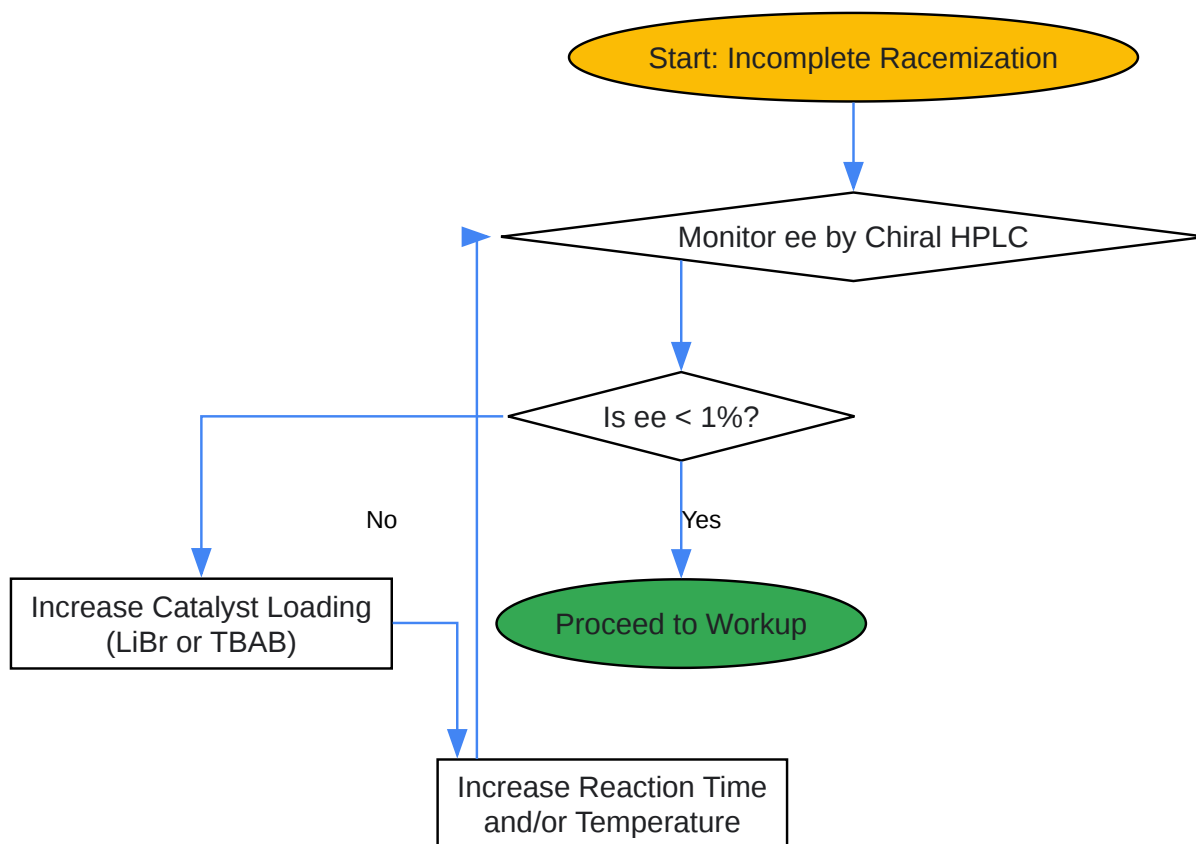 Start: Incomplete Racemization
Monitor ee by Chiral HPLC
Is ee < 1%?
No
Yes
Increase Catalyst Loading
(LiBr or TBAB)
Proceed to Workup
Increase Reaction Time
and/or Temperature